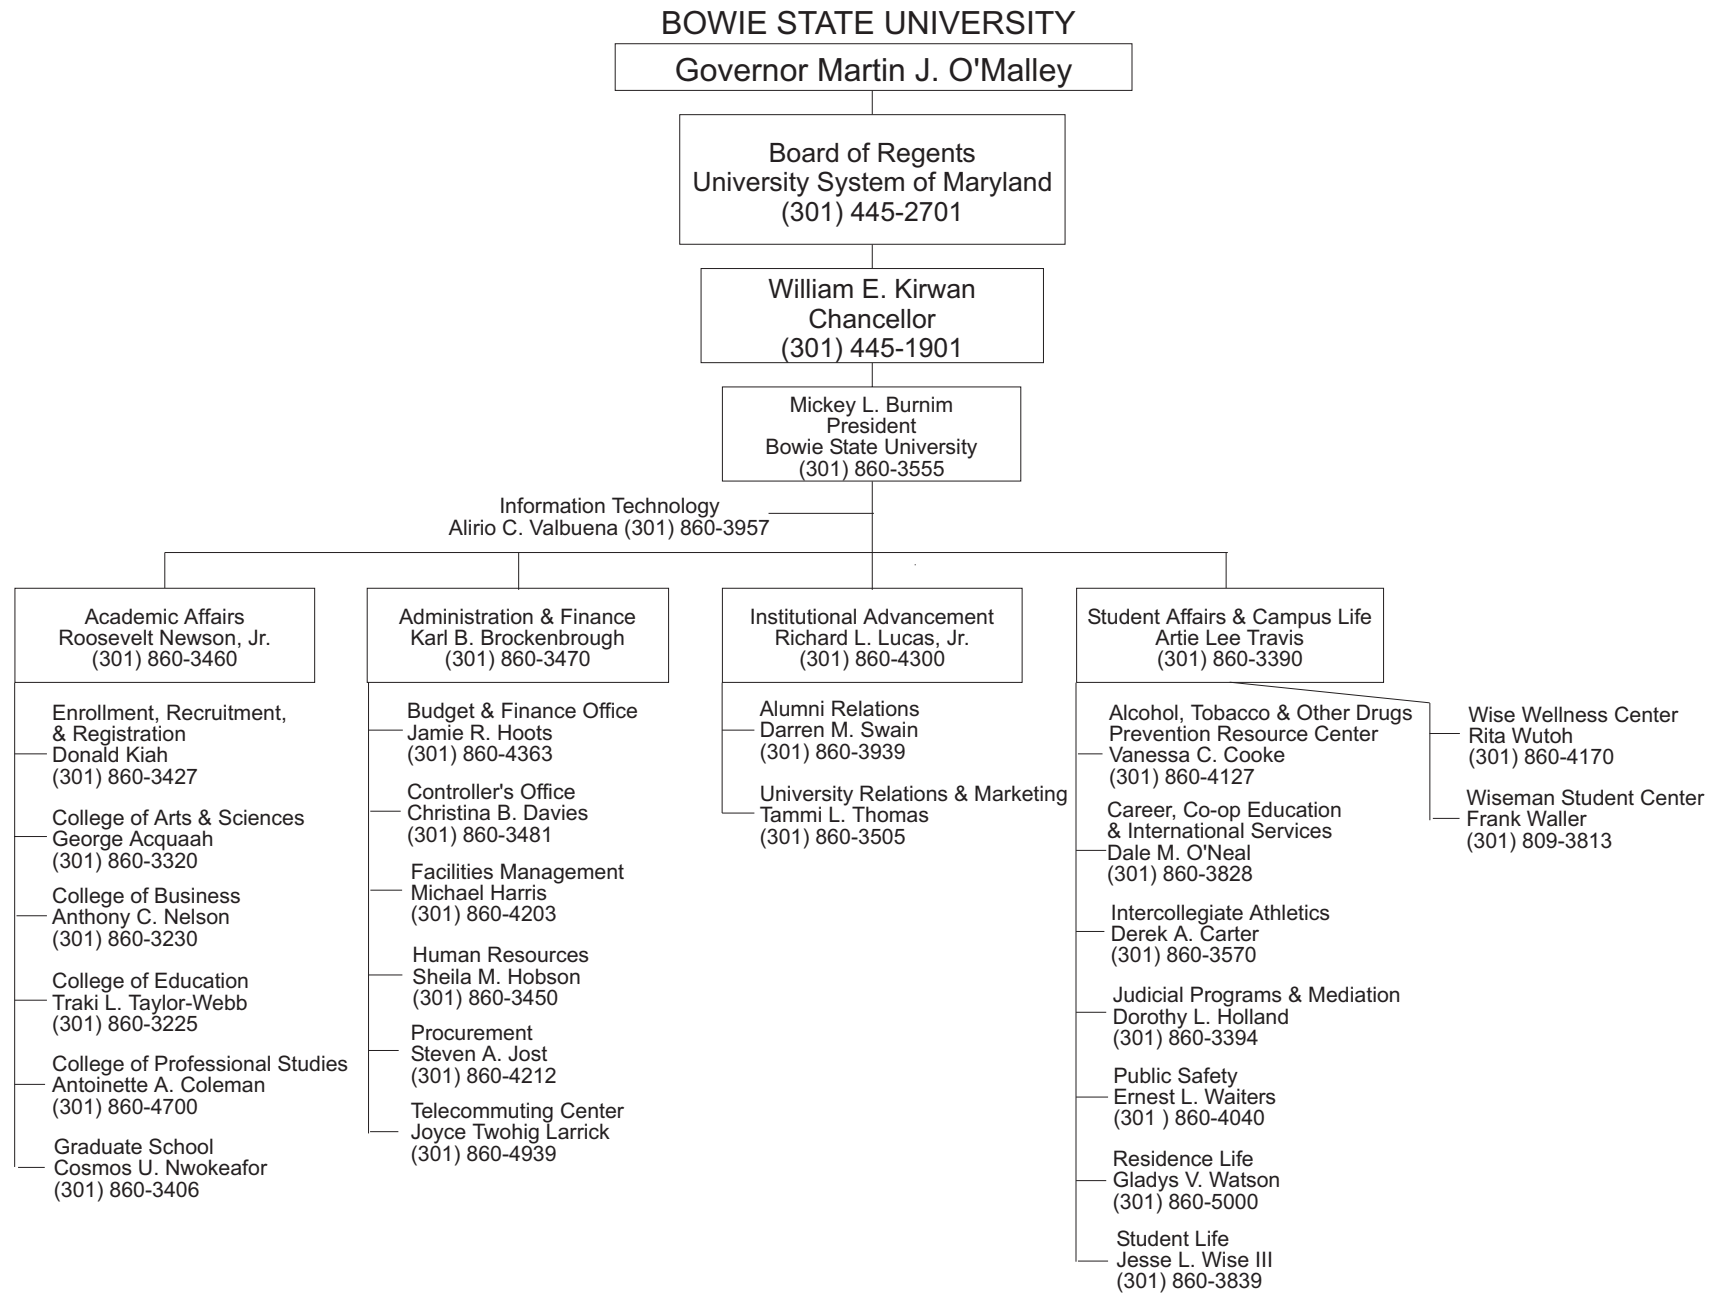 BOWIE STATE UNIVERSITY
Governor Martin J. O'Malley
Board of Regents
University System of Maryland
(301) 445-2701
William E. Kirwan
Chancellor
(301) 445-1901
Mickey L. Burnim
President
Bowie State University
(301) 860-3555
Information Technology
Alirio C. Valbuena (301) 860-3957
Academic Affairs
Roosevelt Newson, Jr.
(301) 860-3460
Enrollment, Recruitment,
& Registration
Donald Kiah
(301) 860-3427
College of Arts & Sciences
George Acquaah
(301) 860-3320
College of Business
Anthony C. Nelson
(301) 860-3230
College of Education
Traki L. Taylor-Webb
(301) 860-3225
College of Professional Studies
Antoinette A. Coleman
(301) 860-4700
Graduate School
Cosmos U. Nwokeafor
(301) 860-3406
Administration & Finance
Karl B. Brockenbrough
(301) 860-3470
Budget & Finance Office
Jamie R. Hoots
(301) 860-4363
Controller's Office
Christina B. Davies
(301) 860-3481
Facilities Management
Michael Harris
(301) 860-4203
Human Resources
Sheila M. Hobson
(301) 860-3450
Procurement
Steven A. Jost
(301) 860-4212
Telecommuting Center
Joyce Twohig Larrick
(301) 860-4939
Institutional Advancement
Richard L. Lucas, Jr.
(301) 860-4300
Alumni Relations
Darren M. Swain
(301) 860-3939
University Relations & Marketing
Tammi L. Thomas
(301) 860-3505
Student Affairs & Campus Life
Artie Lee Travis
(301) 860-3390
Alcohol, Tobacco & Other Drugs
Prevention Resource Center
Vanessa C. Cooke
(301) 860-4127
Career, Co-op Education
& International Services
Dale M. O'Neal
(301) 860-3828
Intercollegiate Athletics
Derek A. Carter
(301) 860-3570
Judicial Programs & Mediation
Dorothy L. Holland
(301) 860-3394
Public Safety
Ernest L. Waiters
(301 ) 860-4040
Residence Life
Gladys V. Watson
(301) 860-5000
Student Life
Jesse L. Wise III
(301) 860-3839
Wise Wellness Center
Rita Wutoh
(301) 860-4170
Wiseman Student Center
Frank Waller
(301) 809-3813